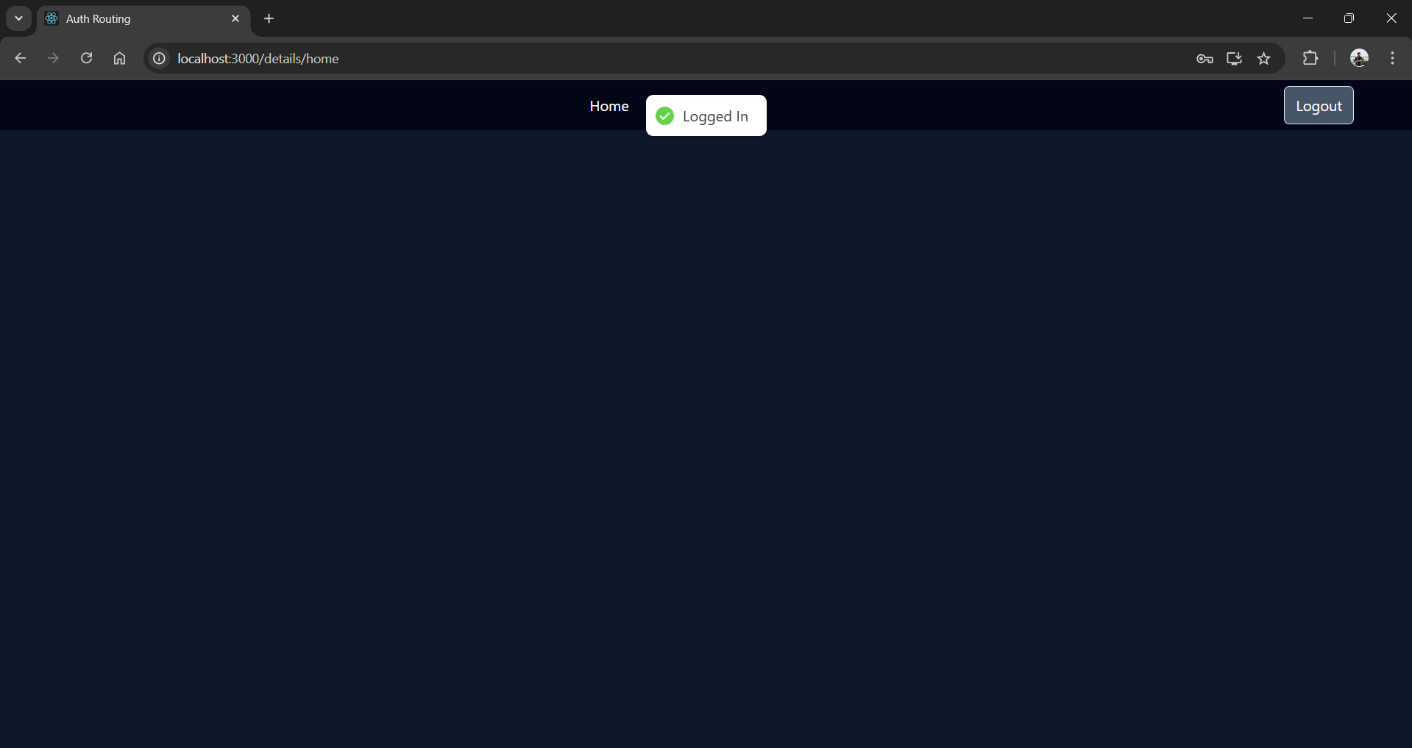 Auth Routing
localhost:3000/details/home
Home
Logged In
Logout